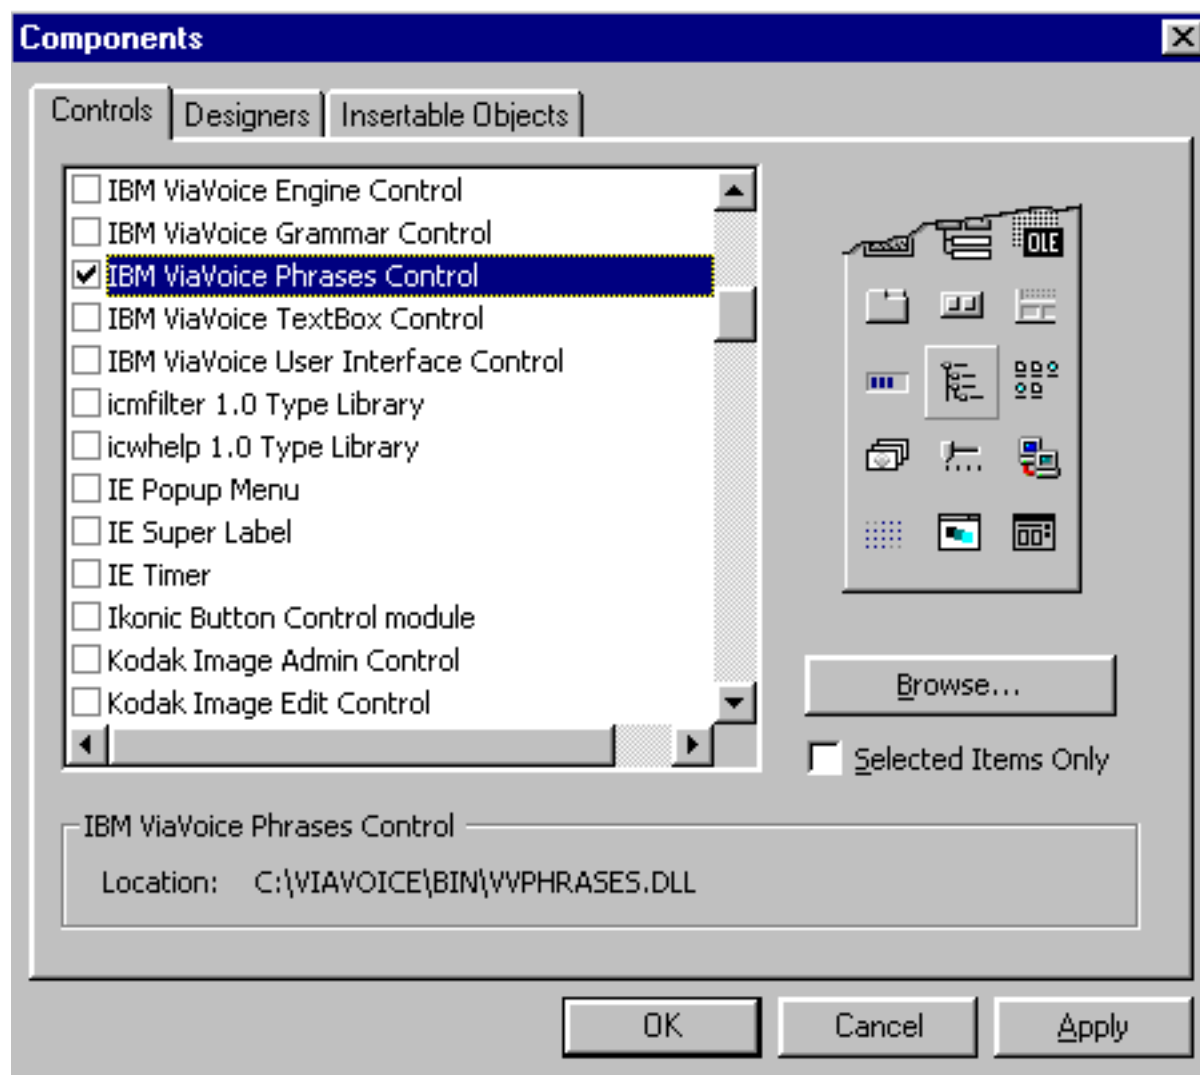 Components
Controls
Designers
Insertable Objects
IBM ViaVoice Engine Control
IBM ViaVoice Grammar Control
IBM ViaVoice Phrases Control
IBM ViaVoice TextBox Control
IBM ViaVoice User Interface Control
icmfilter 1.0 Type Library
icwhelp 1.0 Type Library
IE Popup Menu
IE Super Label
IE Timer
Ikonic Button Control module
Kodak Image Admin Control
Kodak Image Edit Control
OLE
Browse...
Selected Items Only
IBM ViaVoice Phrases Control
Location: C:\VIAVOICE\BIN\VVPHRASES.DLL
OK
Cancel
Apply